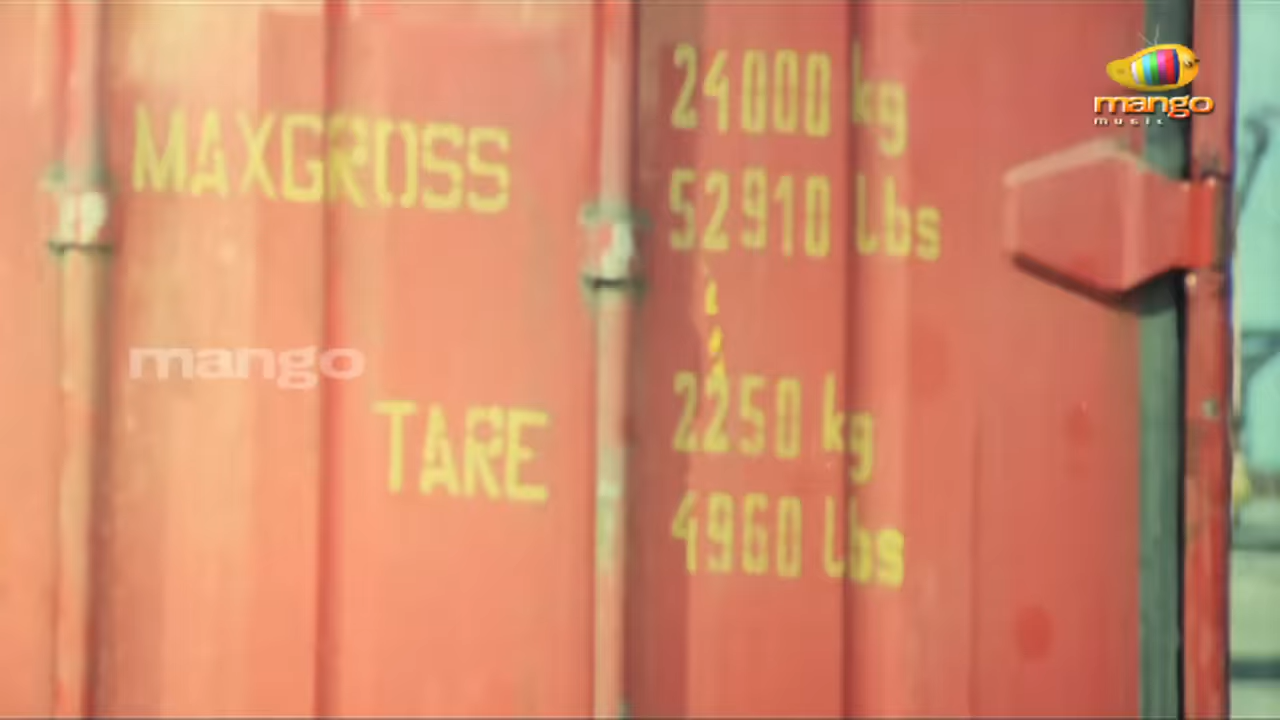 MAXGROSS 24000 kg
52910 lbs
TARE 2250 kg
4960 lbs
mango
mango
music